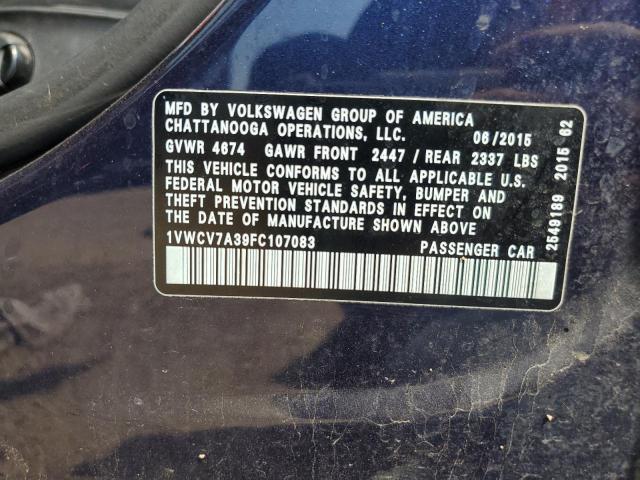 MFD BY VOLKSWAGEN GROUP OF AMERICA
CHATTANOOGA OPERATIONS, LLC. 06/2015
GVWR 4674 GAWR FRONT 2447 / REAR 2337 LBS
THIS VEHICLE CONFORMS TO ALL APPLICABLE U.S.
FEDERAL MOTOR VEHICLE SAFETY, BUMPER AND
THEFT PREVENTION STANDARDS IN EFFECT ON THE
DATE OF MANUFACTURE SHOWN ABOVE
1VWCV7A39FC107083 PASSENGER CAR
2549189 2015 62